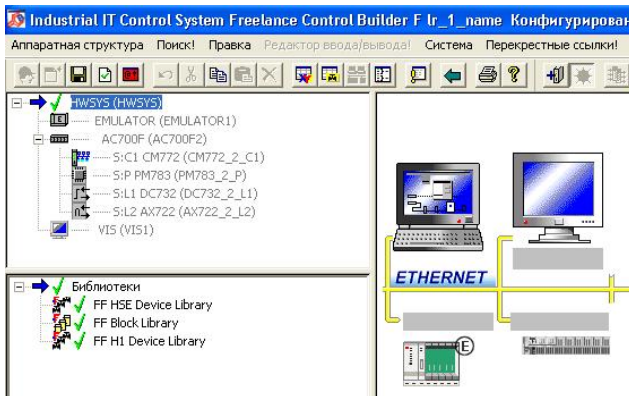 Industrial IT Control System Freelance Control Builder F lr_1_name Конфигурирован
Аппаратная структура Поиск! Правка Редактор ввода/вывода! Система Перекрестные ссылки!
HWSYS (HWSYS)
EMULATOR (EMULATOR1)
AC700F (AC700F2)
S:C1 CM772 (CM772_2_C1)
S:P PM783 (PM783_2_P)
S:L1 DC732 (DC732_2_L1)
S:L2 AX722 (AX722_2_L2)
VIS (VIS1)
Библиотеки
FF HSE Device Library
FF Block Library
FF H1 Device Library
ETHERNET
E